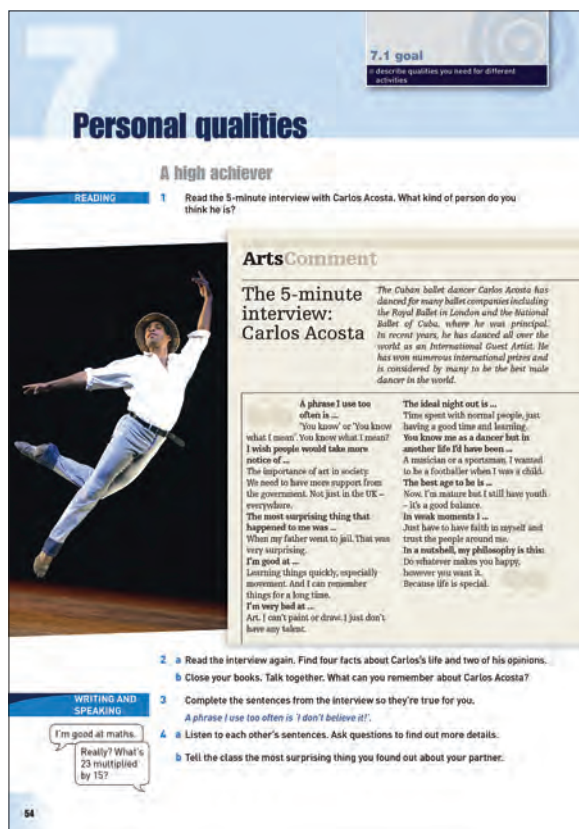 7
7.1 goal
describe qualities you need for different
activities
Personal qualities
A high achiever
READING
1 Read the 5-minute interview with Carlos Acosta. What kind of person do you
think he is?
ArtsComment
The 5-minute
interview:
Carlos Acosta
The Cuban ballet dancer Carlos Acosta has
danced for many ballet companies including
the Royal Ballet in London and the National
Ballet of Cuba, where he was principal.
In recent years, he has danced all over the
world as an International Guest Artist. He
has won numerous international prizes and
is considered by many to be the best male
dancer in the world.
A phrase I use too
often is ...
'You know' or 'You know
what I mean'. You know what I mean?
I wish people would take more
notice of ...
The importance of art in society.
We need to have more support from
the government. Not just in the UK –
everywhere.
The most surprising thing that
happened to me was ...
When my father went to jail. That was
very surprising.
I'm good at ...
Learning things quickly, especially
movement. And I can remember
things for a long time.
I'm very bad at ...
Art. I can't paint or draw. I just don't
have any talent.
The ideal night out is ...
Time spent with normal people, just
having a good time and learning.
You know me as a dancer but in
another life I'd have been ...
A musician or a sportsman. I wanted
to be a footballer when I was a child.
The best age to be is ...
Now. I'm mature but I still have youth
– it's a good balance.
In weak moments I ...
Just have to have faith in myself and
trust the people around me.
In a nutshell, my philosophy is this:
Do whatever makes you happy,
however you want it.
Because life is special.
2 a Read the interview again. Find four facts about Carlos's life and two of his opinions.
b Close your books. Talk together. What can you remember about Carlos Acosta?
WRITING AND
SPEAKING
3 Complete the sentences from the interview so they're true for you.
A phrase I use too often is 'I don't believe it!'.
4 a Listen to each other's sentences. Ask questions to find out more details.
b Tell the class the most surprising thing you found out about your partner.
I'm good at maths.
Really? What's
23 multiplied
by 15?
54